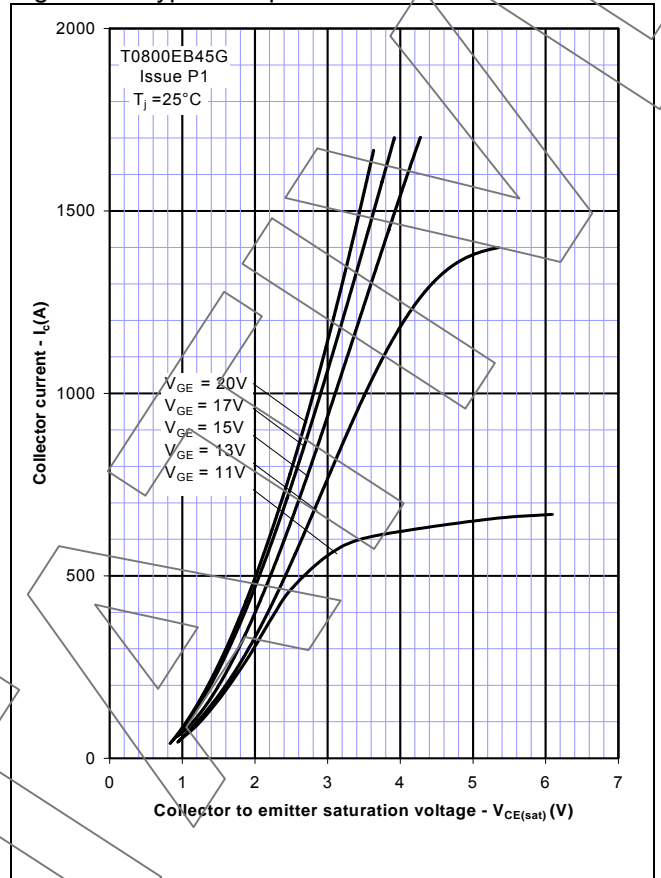 T0800EB45G
Issue P1
Tj =25°C
2000
1500
1000
500
0
Collector current - Ic(A)
VGE = 20V
VGE = 17V
VGE = 15V
VGE = 13V
VGE = 11V
0 1 2 3 4 5 6 7
Collector to emitter saturation voltage - VCE(sat) (V)